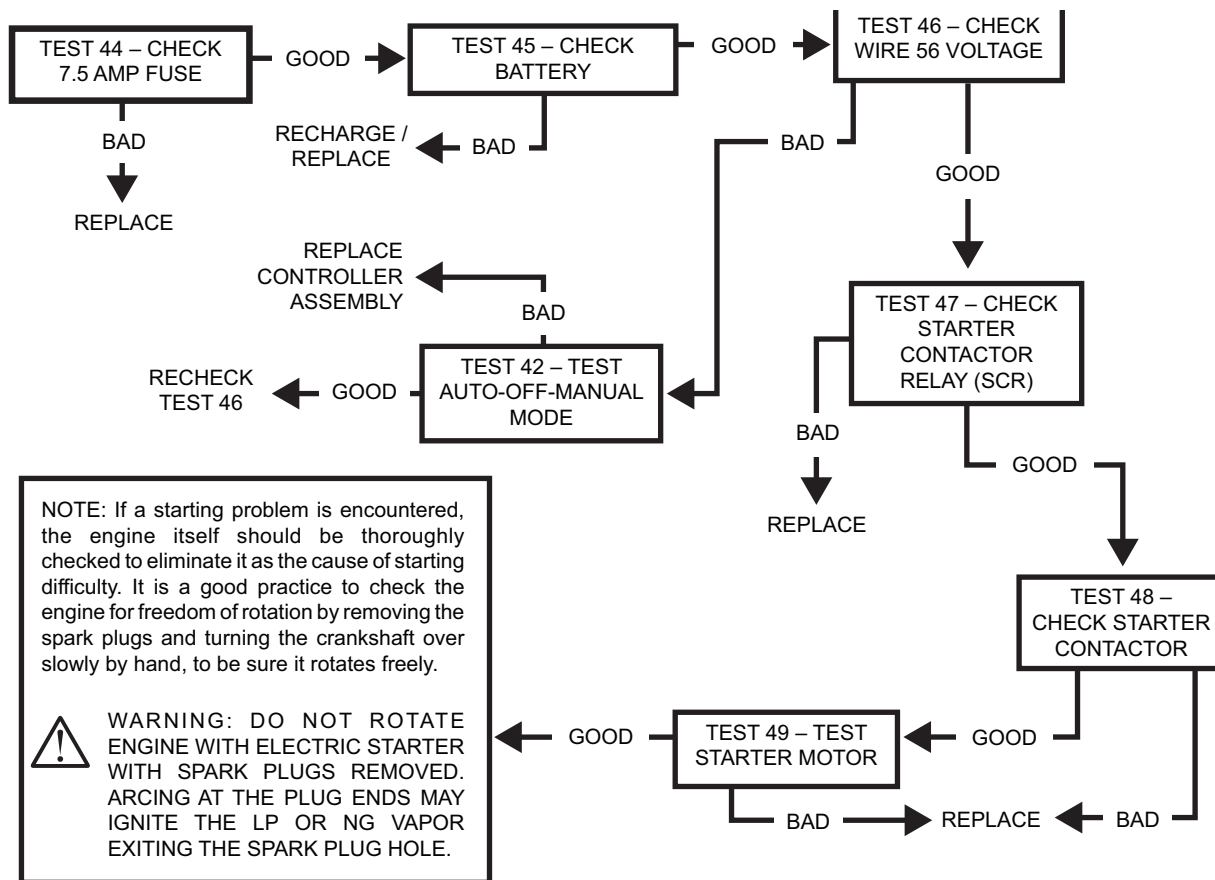 TEST 44 – CHECK
7.5 AMP FUSE
GOOD
TEST 45 – CHECK
BATTERY
GOOD
TEST 46 – CHECK
WIRE 56 VOLTAGE
BAD
REPLACE
RECHARGE /
REPLACE
BAD
BAD
GOOD
REPLACE
CONTROLLER
ASSEMBLY
BAD
TEST 47 – CHECK
STARTER
CONTACTOR
RELAY (SCR)
RECHECK
TEST 46
GOOD
TEST 42 – TEST
AUTO-OFF-MANUAL
MODE
BAD
REPLACE
GOOD
NOTE: If a starting problem is encountered,
the engine itself should be thoroughly
checked to eliminate it as the cause of starting
difficulty. It is a good practice to check the
engine for freedom of rotation by removing the
spark plugs and turning the crankshaft over
slowly by hand, to be sure it rotates freely.
! WARNING: DO NOT ROTATE
ENGINE WITH ELECTRIC STARTER
WITH SPARK PLUGS REMOVED.
ARCING AT THE PLUG ENDS MAY
IGNITE THE LP OR NG VAPOR
EXITING THE SPARK PLUG HOLE.
TEST 48 –
CHECK STARTER
CONTACTOR
GOOD
TEST 49 – TEST
STARTER MOTOR
GOOD
BAD
REPLACE
BAD